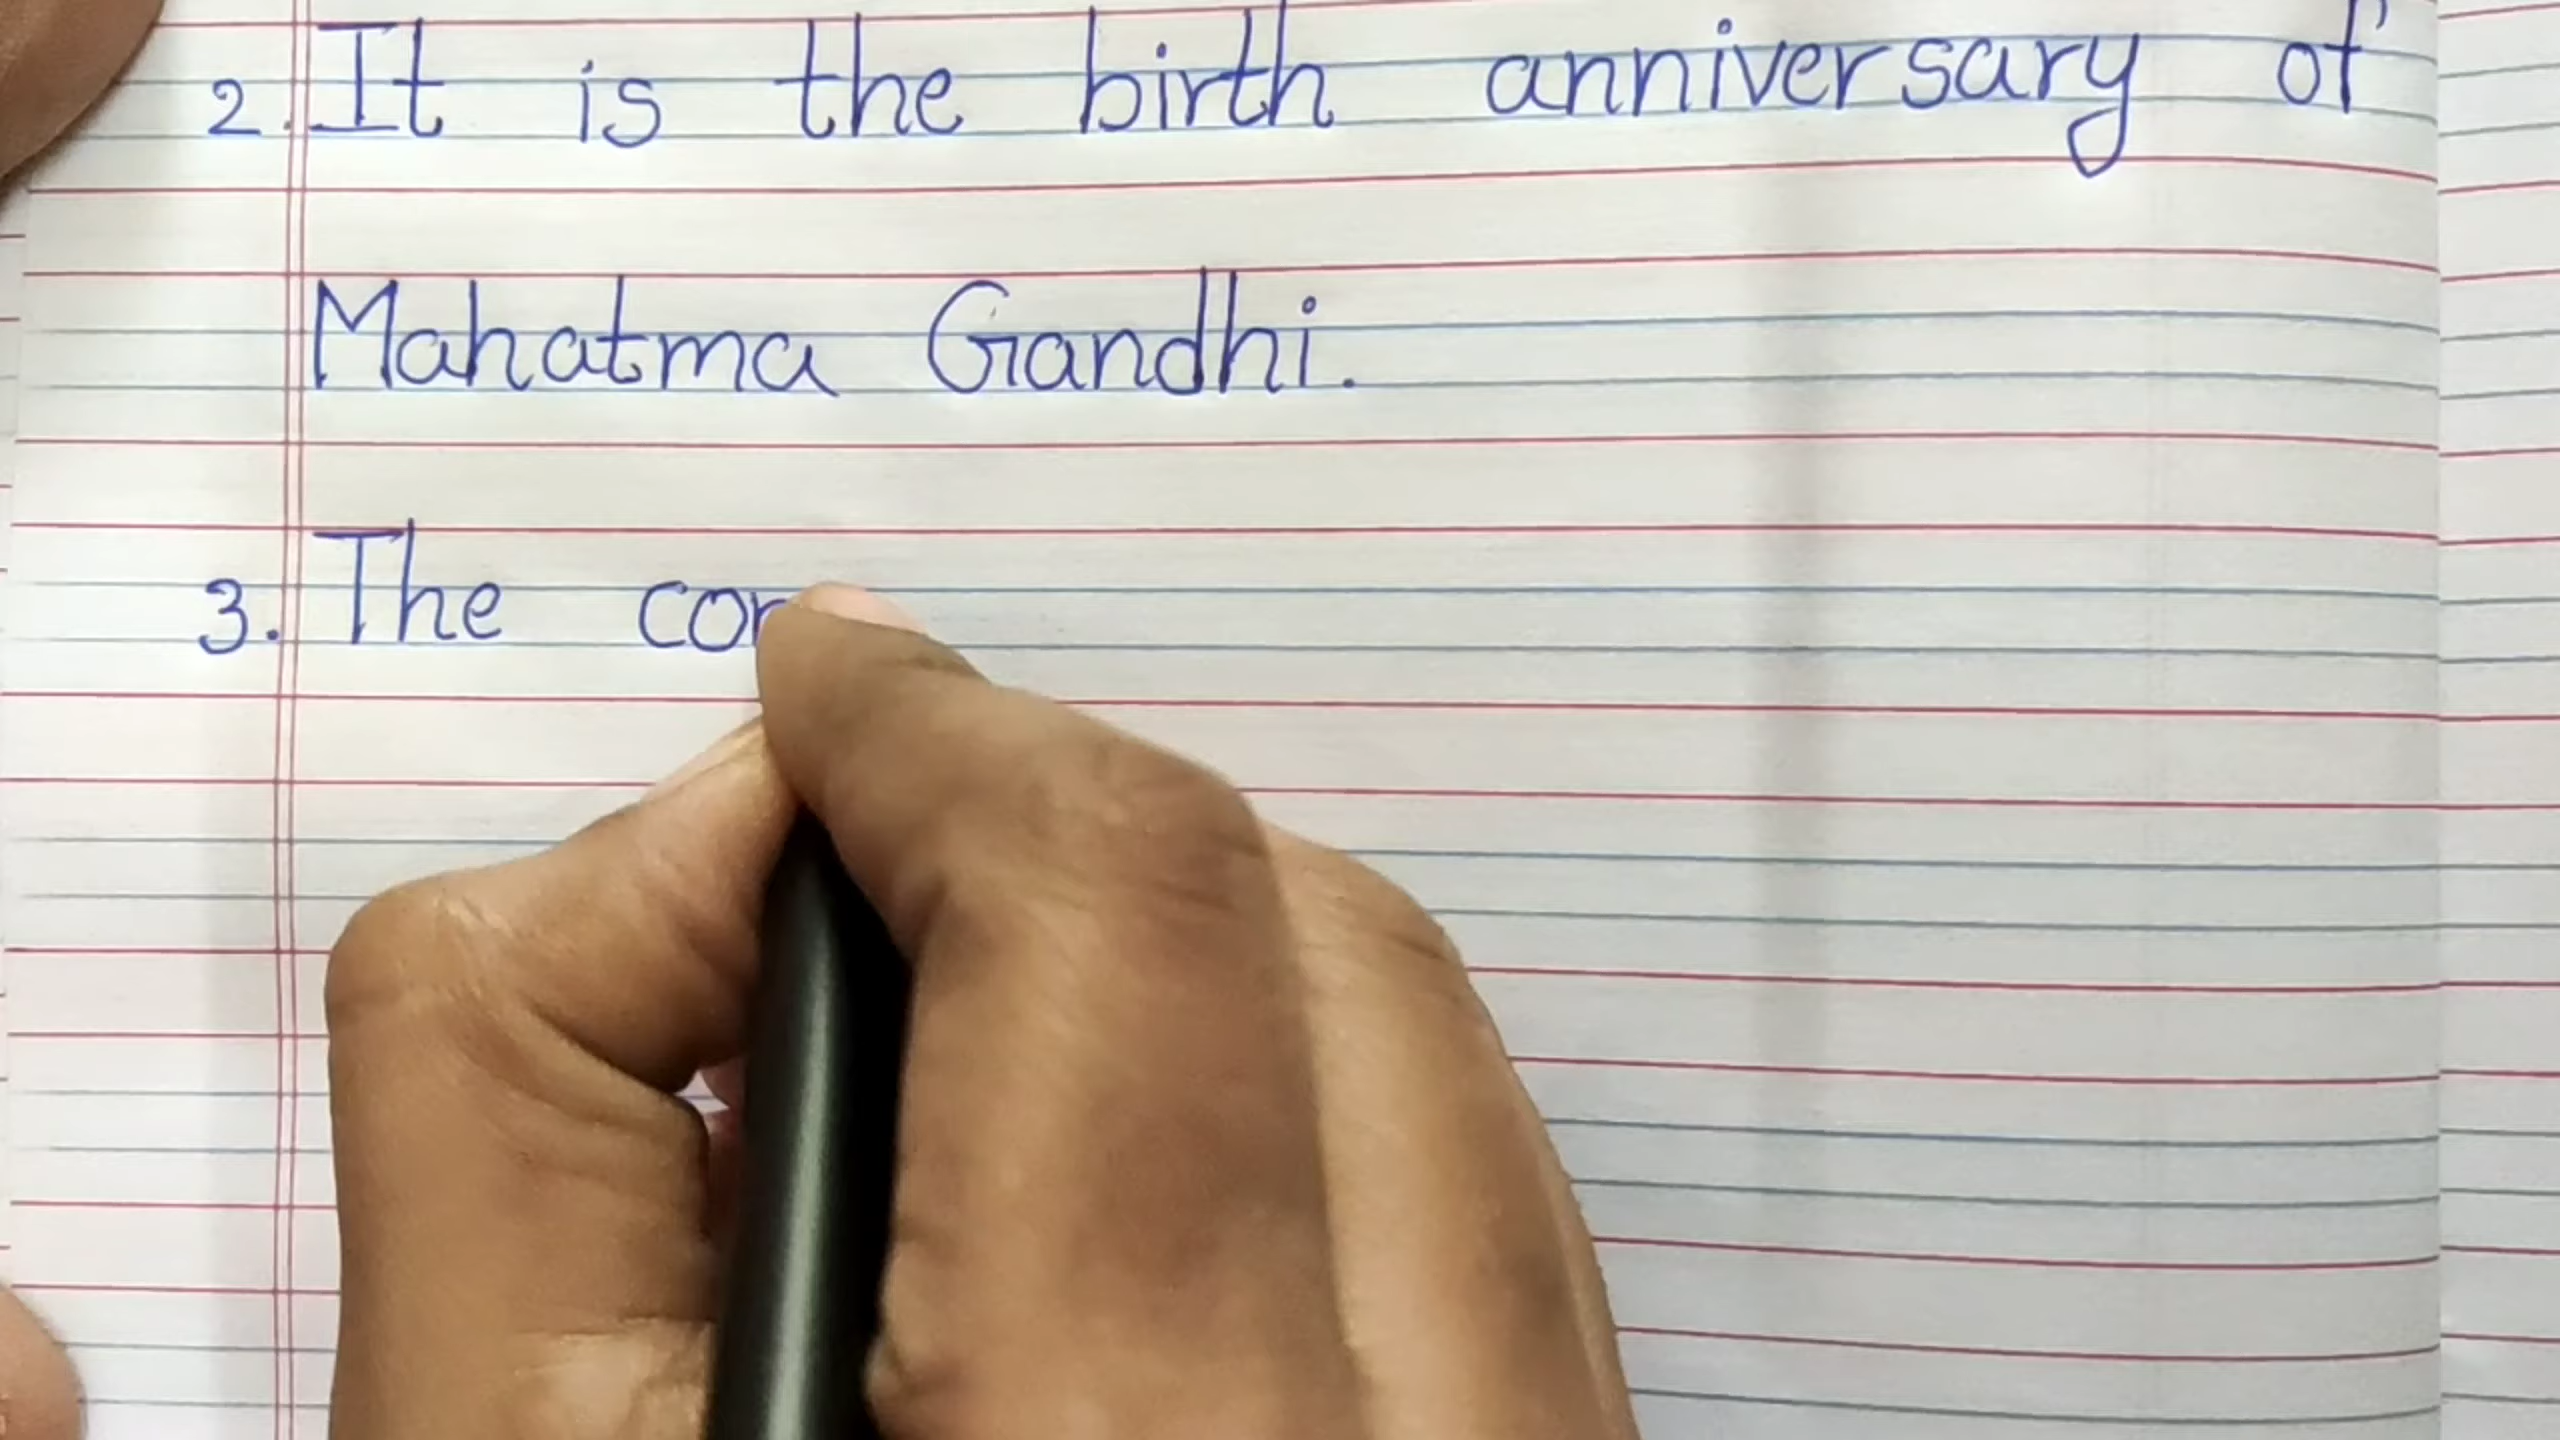 2. It is the birth anniversary of
Mahatma Gandhi.
3. The